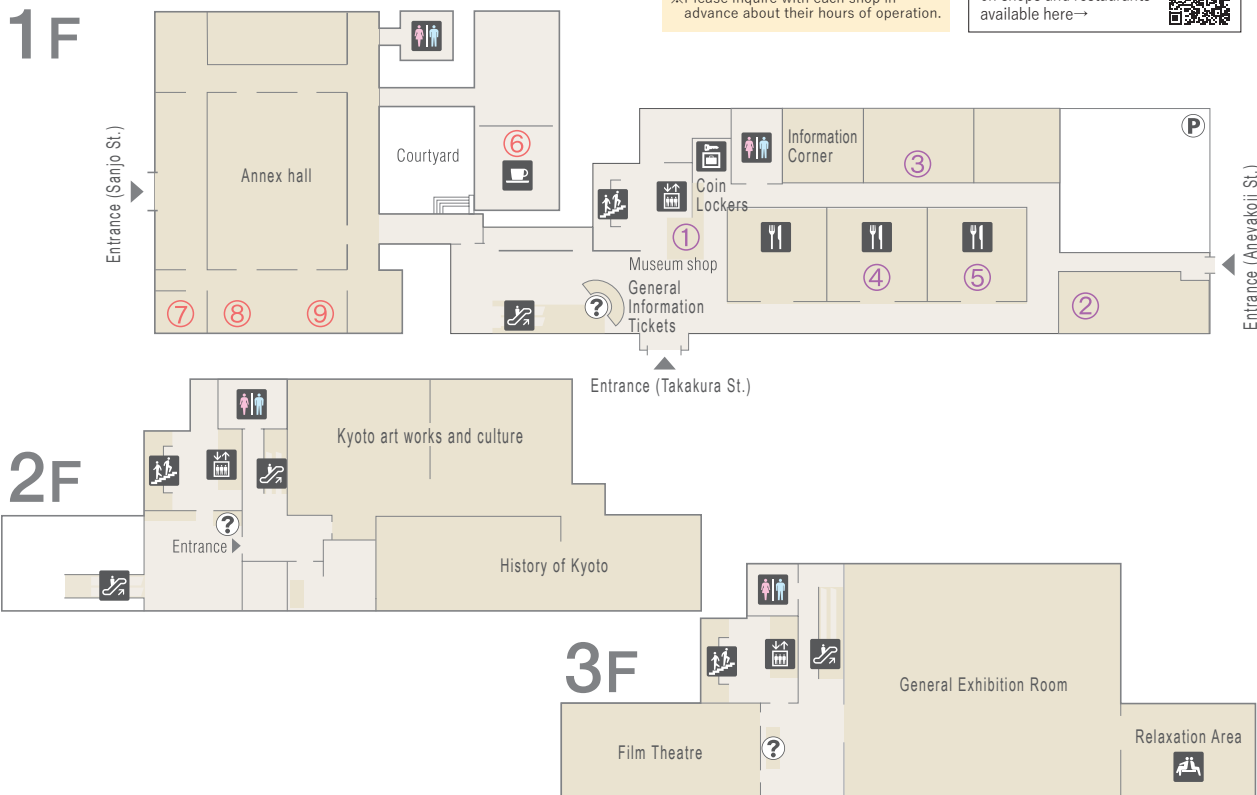 1F
※Please inquire with each shop in
advance about their hours of operation.
available here→
Entrance (Sanjo St.)
Annex hall
Courtyard
⑥
Information
Corner
③
P
Coin
Lockers
①
Museum shop
General
Information
Tickets
?
④
⑤
②
⑦
⑧
⑨
Entrance (Anevakoji St.)
Entrance (Takakura St.)
2F
Kyoto art works and culture
?
Entrance
History of Kyoto
3F
General Exhibition Room
Film Theatre
?
Relaxation Area